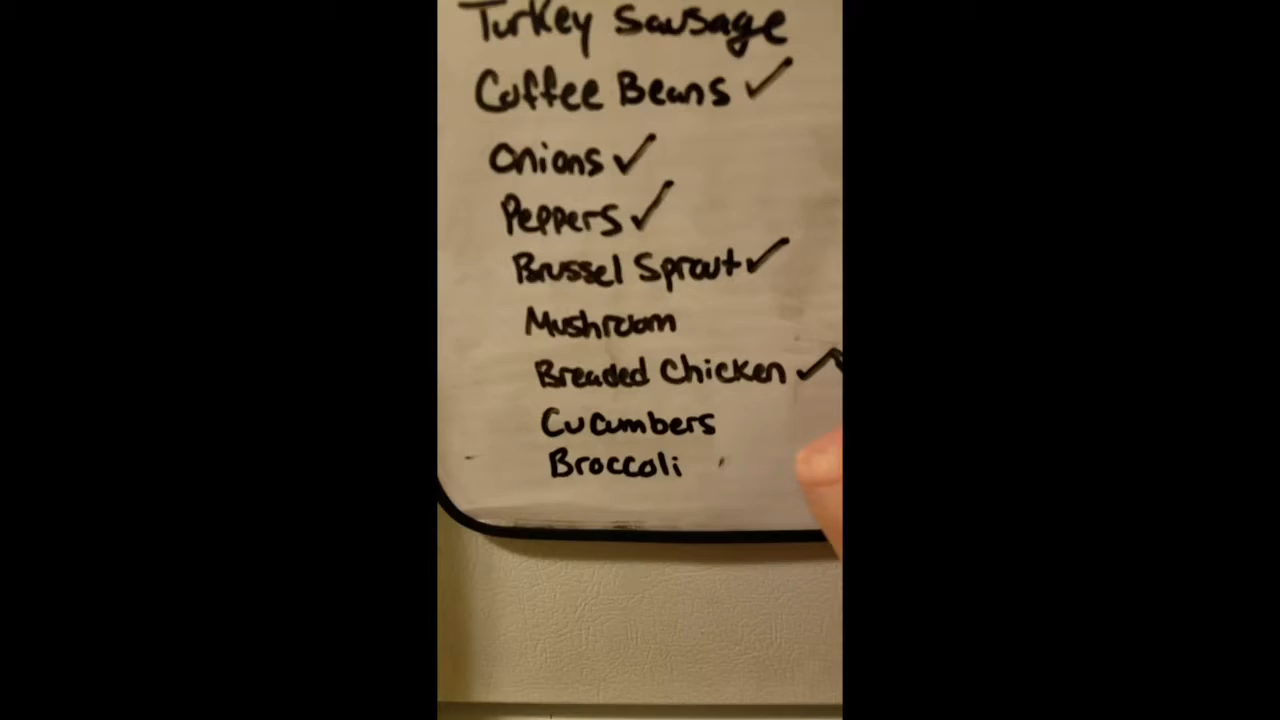 Turkey Sausage
Coffee Beans ✓
Onions ✓
Peppers ✓
Brussel Sprout ✓
Mushroom
Breaded Chicken ✓
Cucumbers
Broccoli